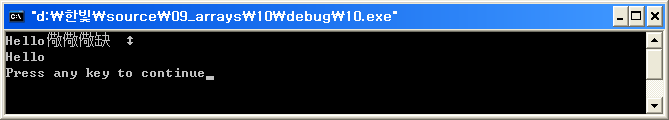 "d:₩한빛₩source₩09_arrays₩10₩debug₩10.exe"
Hello儆儆儆缺 ↕
Hello
Press any key to continue_